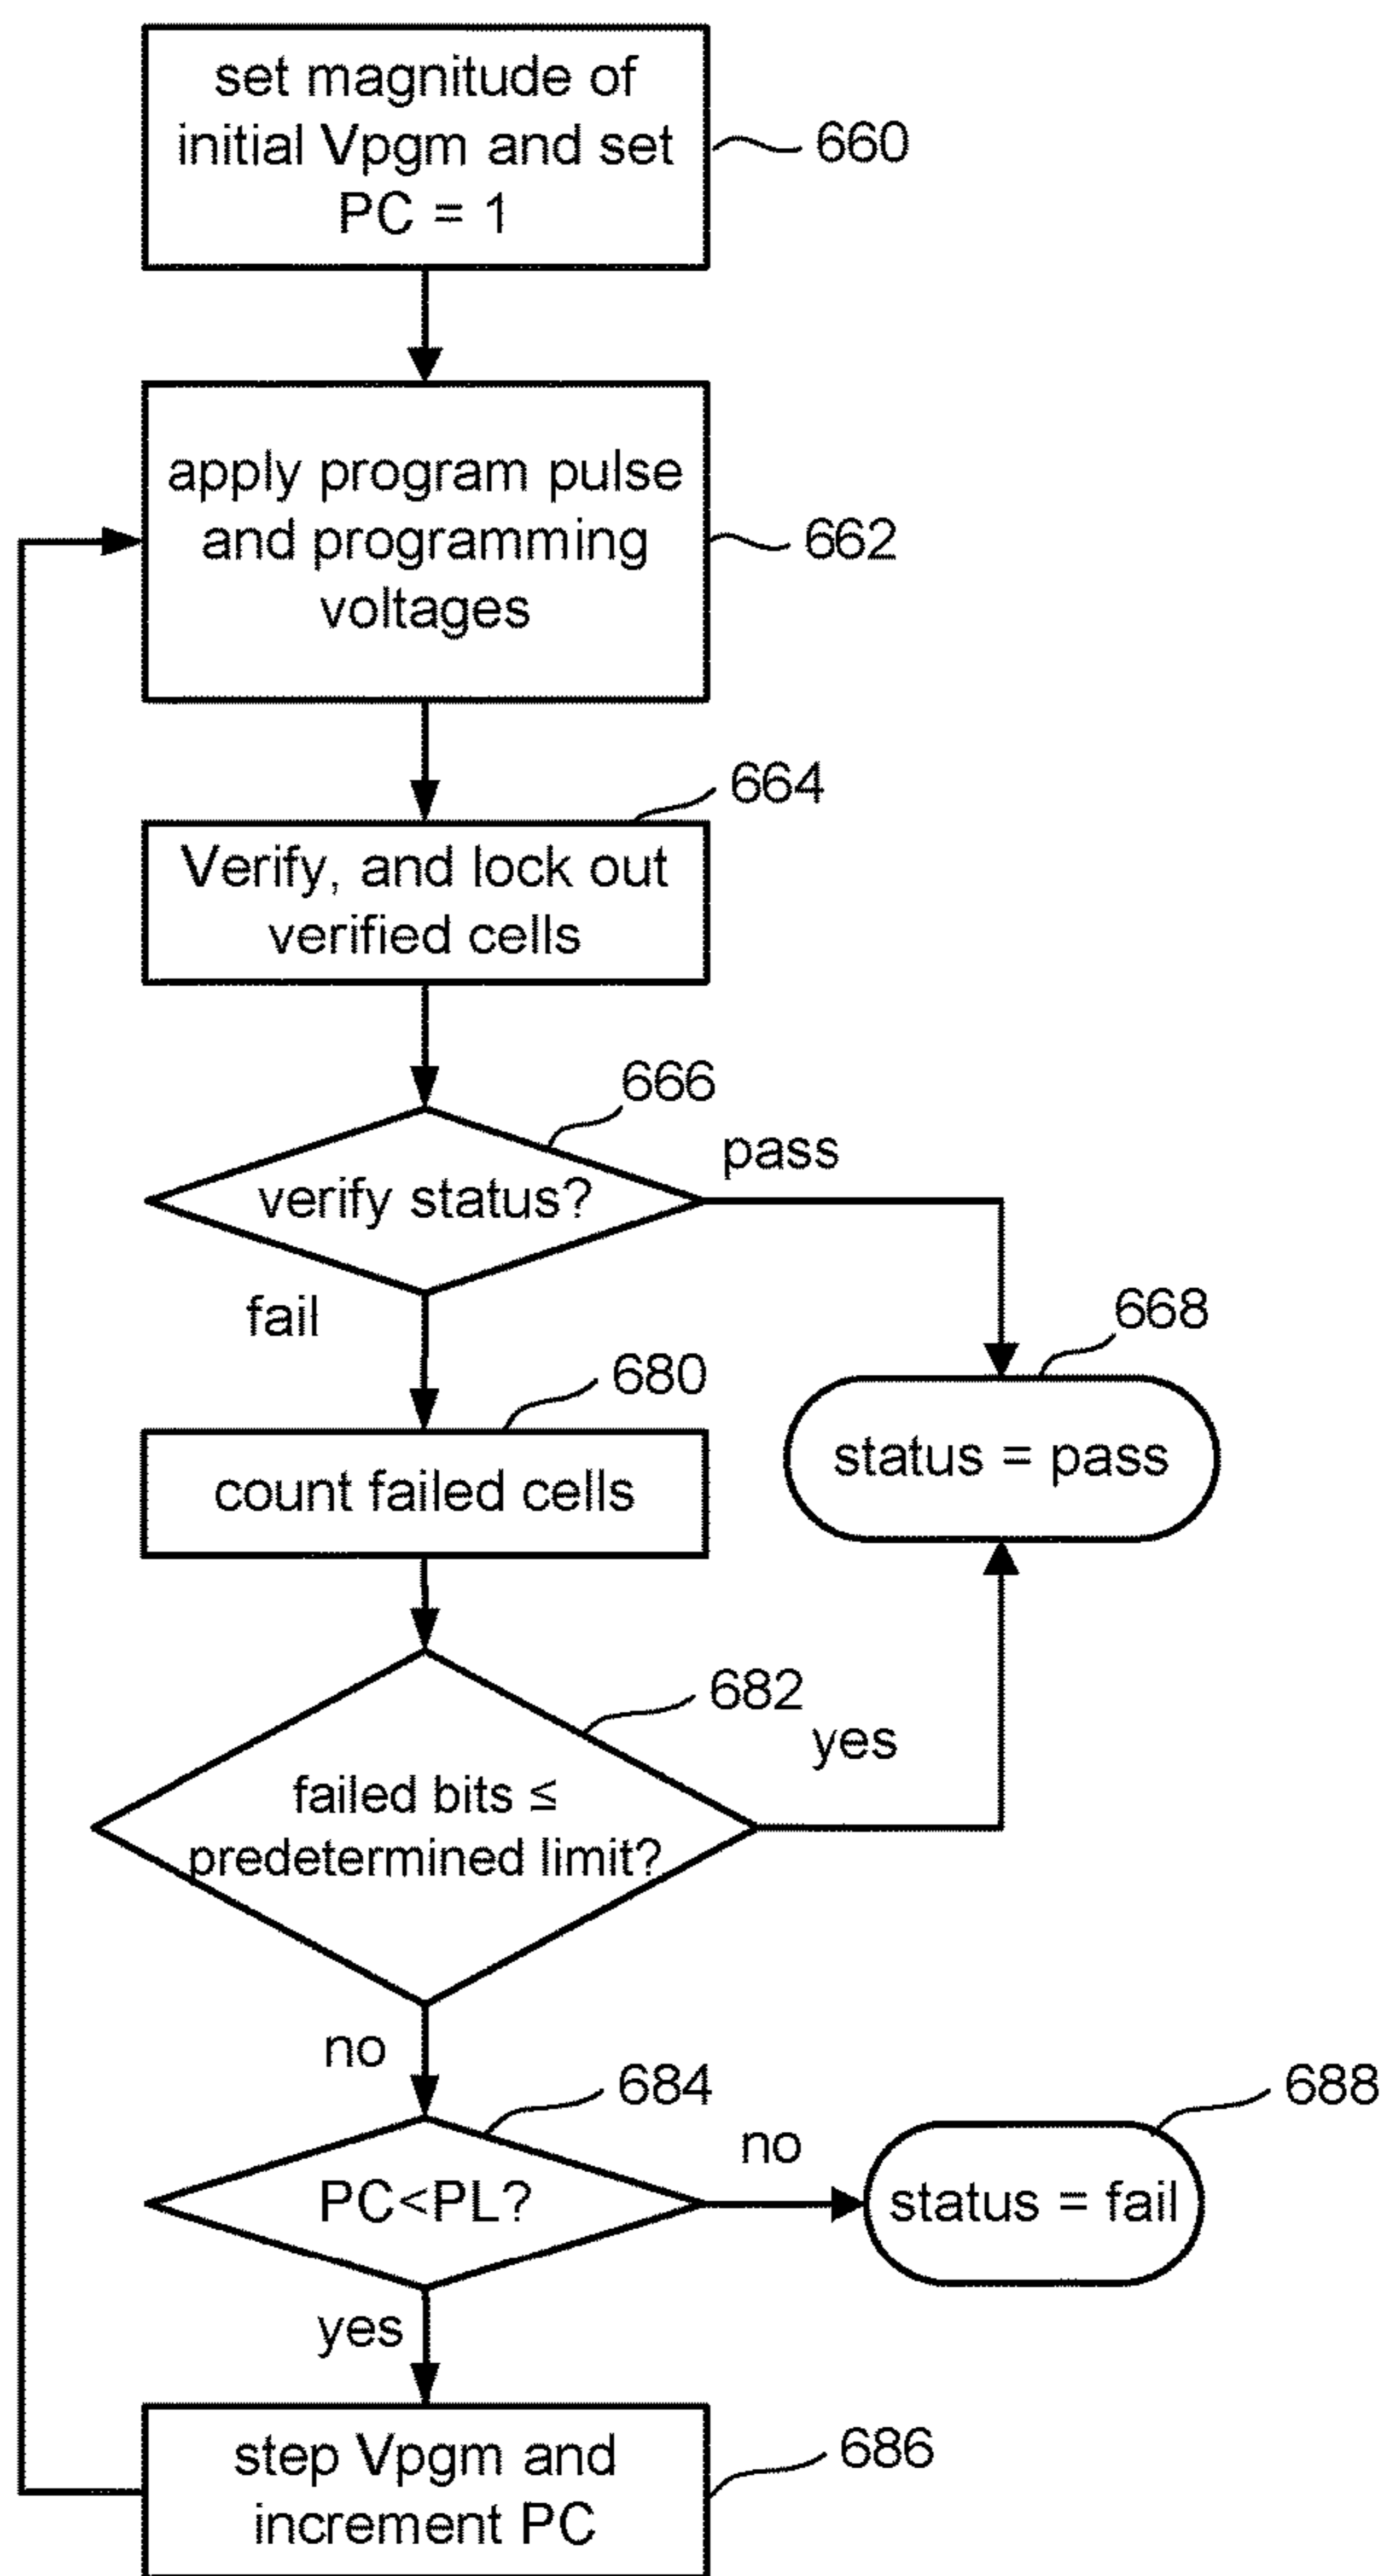 set magnitude of
initial Vpgm and set
PC = 1
660
apply program pulse
and programming
voltages
662
664
Verify, and lock out
verified cells
666
pass
verify status?
fail
668
680
status = pass
count failed cells
682
yes
failed bits ≤
predetermined limit?
no
684
688
no
PC<PL?
status = fail
yes
step Vpgm and
increment PC
686